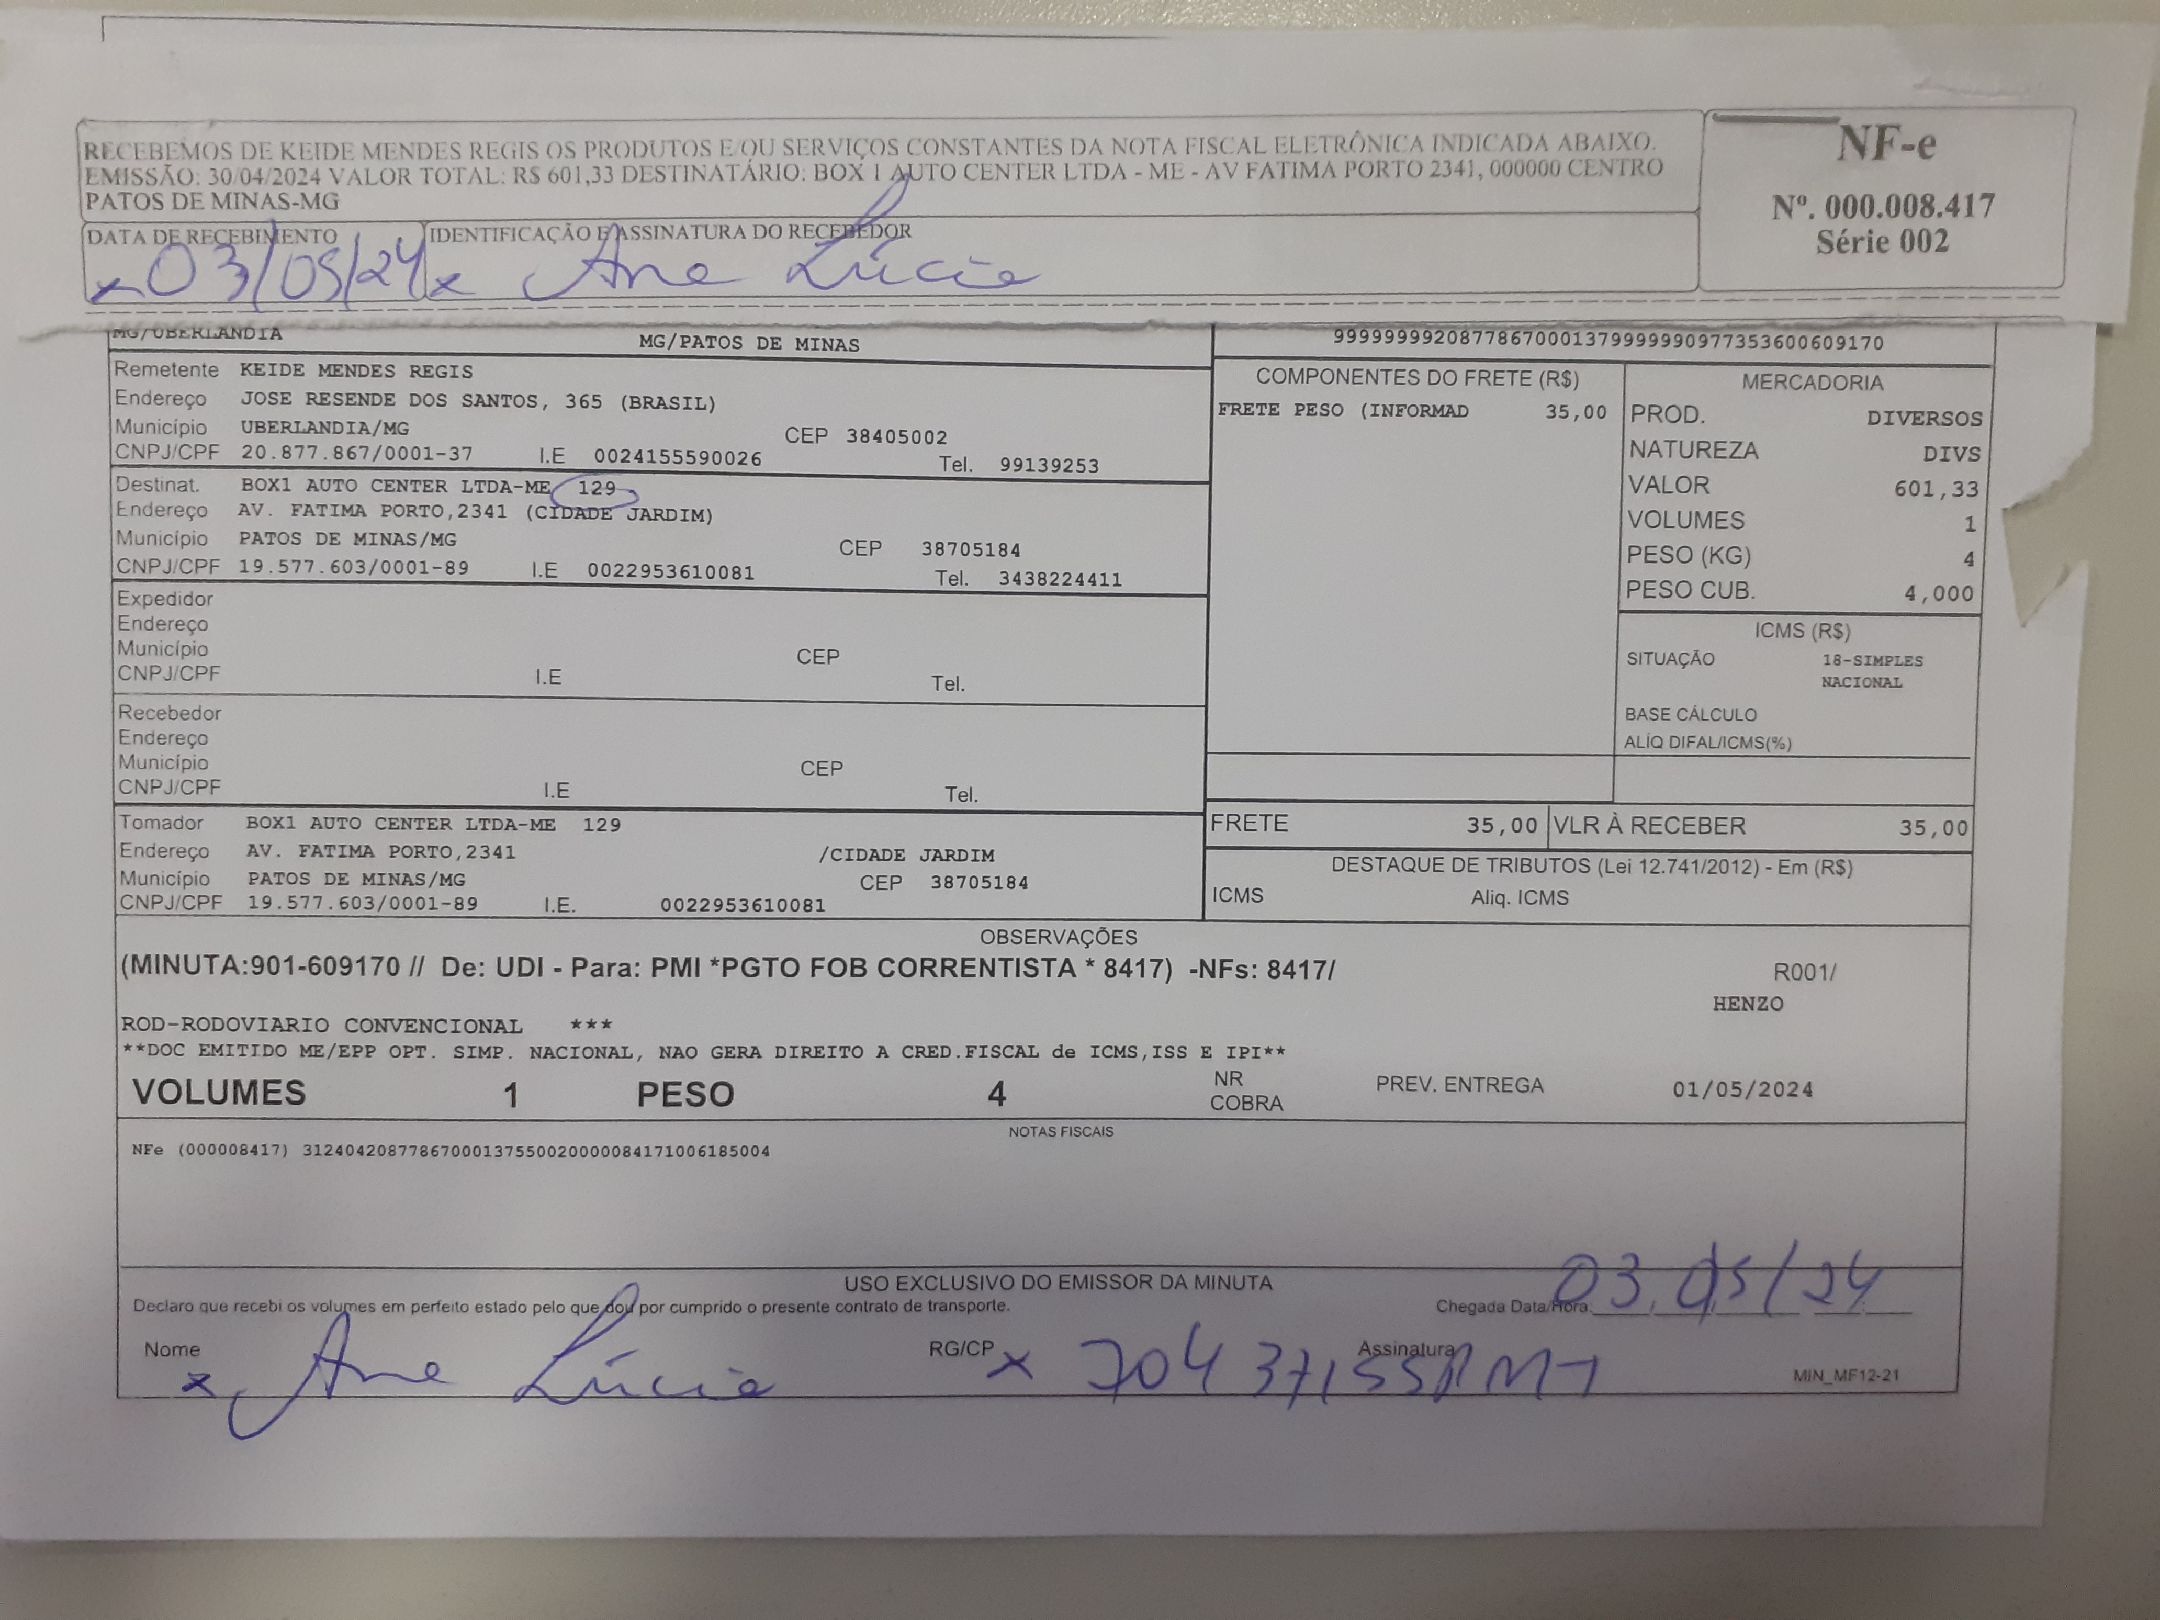 RECEBEMOS DE KEIDE MENDES REGIS OS PRODUTOS E/OU SERVIÇOS CONSTANTES DA NOTA FISCAL ELETRÔNICA INDICADA ABAIXO.
EMISSÃO: 30/04/2024 VALOR TOTAL: R$ 601,33 DESTINATÁRIO: BOX 1 AUTO CENTER LTDA - ME - AV FATIMA PORTO 2341, 000000 CENTRO
PATOS DE MINAS-MG
NF-e
Nº. 000.008.417
Série 002
DATA DE RECEBIMENTO IDENTIFICAÇÃO E ASSINATURA DO RECEBEDOR
x 03/05/24 x Ana Lúcia
MG/UBERLANDIA MG/PATOS DE MINAS
Remetente KEIDE MENDES REGIS
Endereço JOSE RESENDE DOS SANTOS, 365 (BRASIL)
Município UBERLANDIA/MG CEP 38405002
CNPJ/CPF 20.877.867/0001-37 I.E 0024155590026 Tel. 99139253
Destinat. BOX1 AUTO CENTER LTDA-ME 129
Endereço AV. FATIMA PORTO,2341 (CIDADE JARDIM)
Município PATOS DE MINAS/MG CEP 38705184
CNPJ/CPF 19.577.603/0001-89 I.E 0022953610081 Tel. 3438224411
Expedidor
Endereço
Município CEP
CNPJ/CPF I.E Tel.
Recebedor
Endereço
Município CEP
CNPJ/CPF I.E Tel.
Tomador BOX1 AUTO CENTER LTDA-ME 129
Endereço AV. FATIMA PORTO,2341 /CIDADE JARDIM
Município PATOS DE MINAS/MG CEP 38705184
CNPJ/CPF 19.577.603/0001-89 I.E. 0022953610081
COMPONENTES DO FRETE (R$)
FRETE PESO (INFORMAD 35,00
MERCADORIA
PROD. DIVERSOS
NATUREZA DIVS
VALOR 601,33
VOLUMES 1
PESO (KG) 4
PESO CUB. 4,000
ICMS (R$)
SITUAÇÃO 18-SIMPLES
NACIONAL
BASE CÁLCULO
ALÍQ DIFAL/ICMS(%)
FRETE 35,00 VLR À RECEBER 35,00
DESTAQUE DE TRIBUTOS (Lei 12.741/2012) - Em (R$)
ICMS Aliq. ICMS
OBSERVAÇÕES
(MINUTA:901-609170 // De: UDI - Para: PMI *PGTO FOB CORRENTISTA * 8417) -NFs: 8417/ R001/
HENZO
ROD-RODOVIARIO CONVENCIONAL ***
**DOC EMITIDO ME/EPP OPT. SIMP. NACIONAL, NAO GERA DIREITO A CRED.FISCAL de ICMS,ISS E IPI**
VOLUMES 1 PESO 4 NR COBRA PREV. ENTREGA 01/05/2024
NOTAS FISCAIS
NFe (000008417) 31240420877867000137550020000084171006185004
USO EXCLUSIVO DO EMISSOR DA MINUTA
Declaro que recebi os volumes em perfeito estado pelo que dou por cumprido o presente contrato de transporte. Chegada Data/Hora 03/05/24
Nome x Ana Lúcia RG/CP x Assinatura
MIN_MF12-21